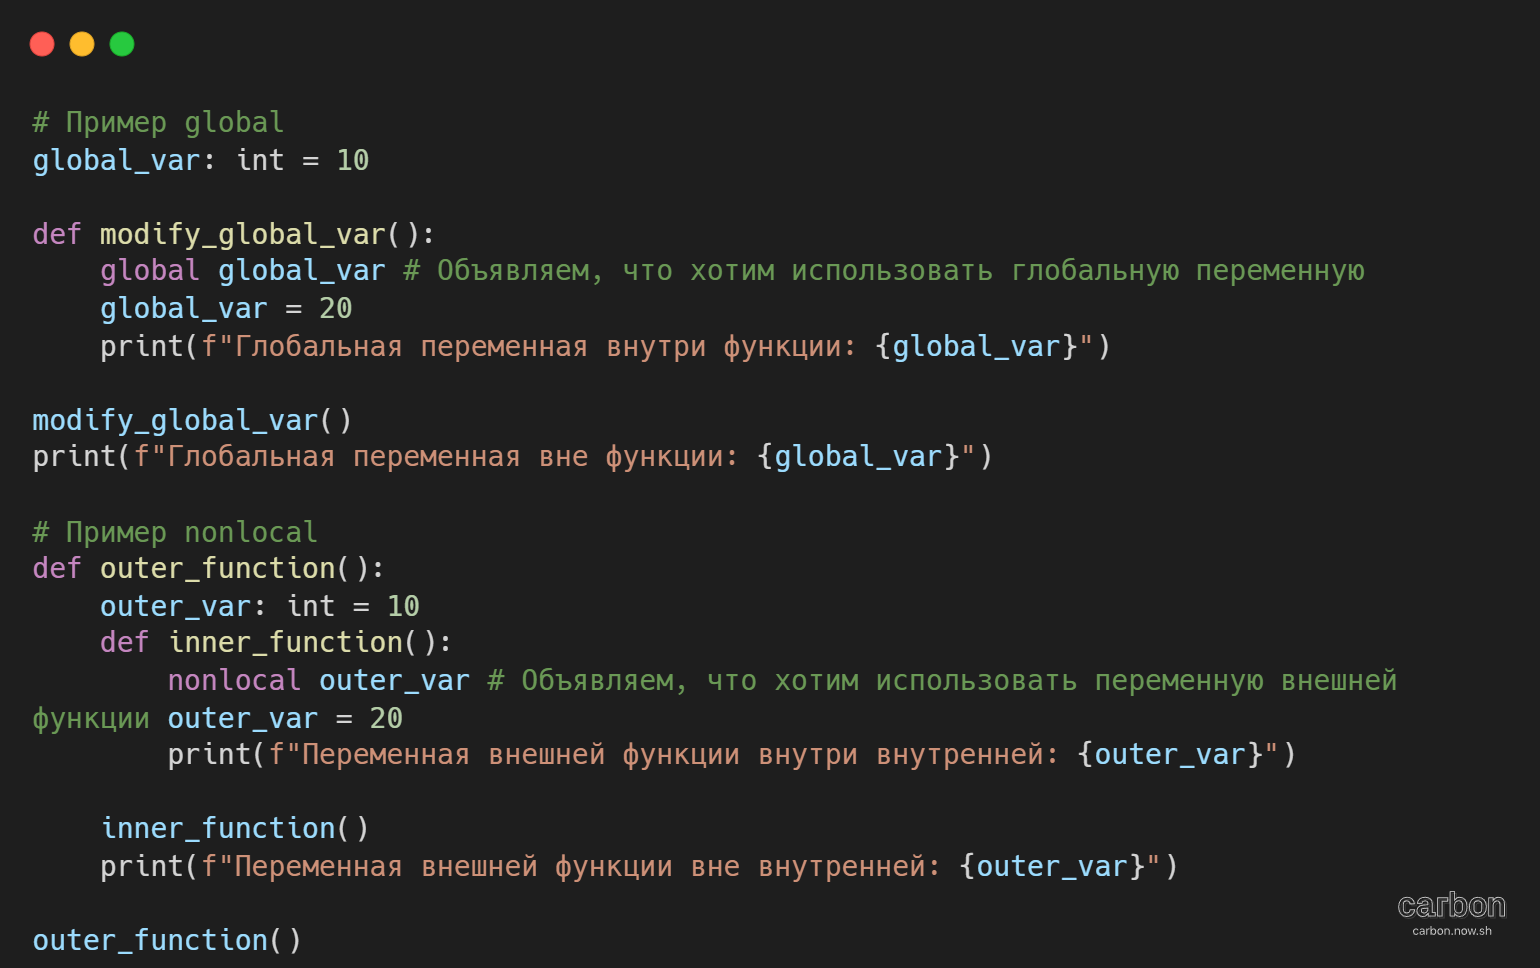 # Пример global
global_var: int = 10
def modify_global_var():
    global global_var # Объявляем, что хотим использовать глобальную переменную
    global_var = 20
    print(f"Глобальная переменная внутри функции: {global_var}")
modify_global_var()
print(f"Глобальная переменная вне функции: {global_var}")
# Пример nonlocal
def outer_function():
    outer_var: int = 10
    def inner_function():
        nonlocal outer_var # Объявляем, что хотим использовать переменную внешней
функции outer_var = 20
        print(f"Переменная внешней функции внутри внутренней: {outer_var}")
    inner_function()
    print(f"Переменная внешней функции вне внутренней: {outer_var}")
outer_function()
carbon
carbon.now.sh